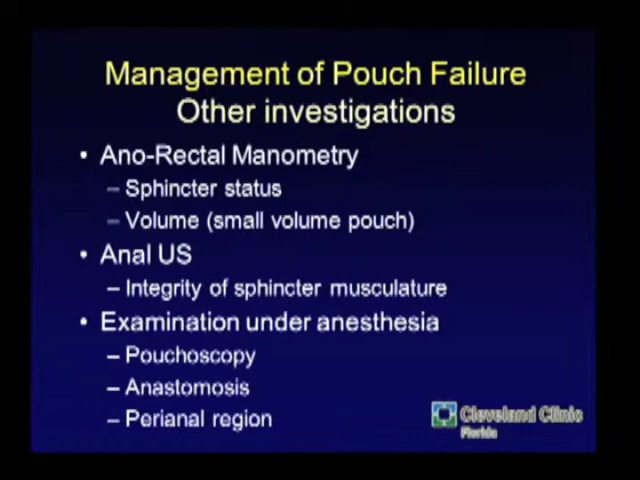 Management of Pouch Failure
Other investigations
• Ano-Rectal Manometry
– Sphincter status
– Volume (small volume pouch)
• Anal US
– Integrity of sphincter musculature
• Examination under anesthesia
– Pouchoscopy
– Anastomosis
– Perianal region
Cleveland Clinic
Florida